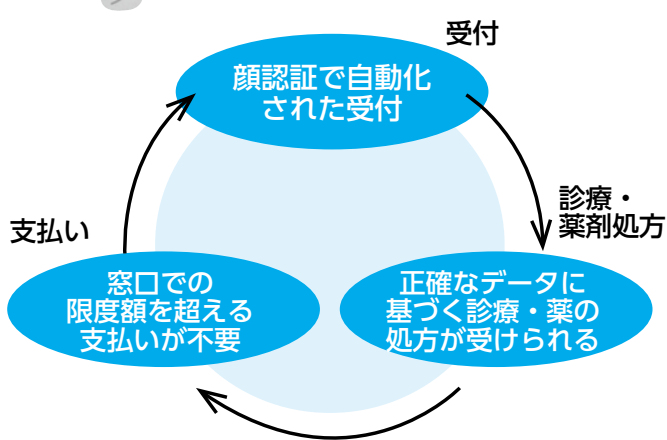 受付
顔認証で自動化
された受付
診療・
薬剤処方
支払い
窓口での
限度額を超える
支払いが不要
正確なデータに
基づく診療・薬の
処方が受けられる